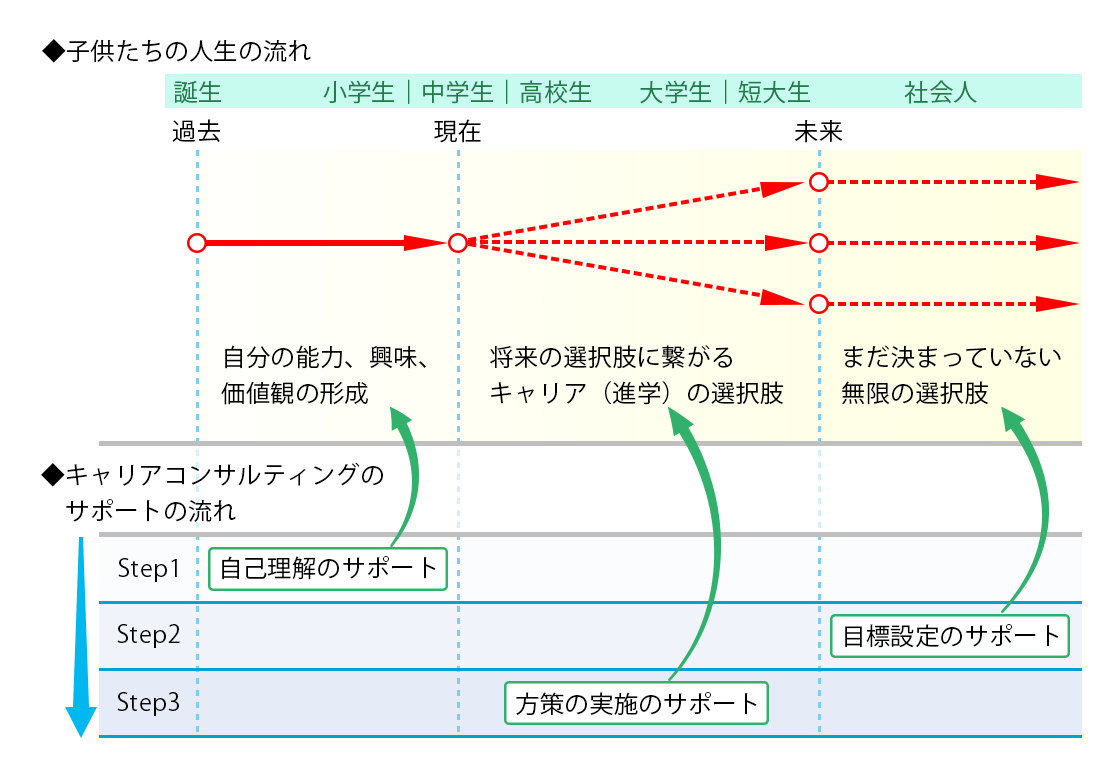 ◆子供たちの人生の流れ
誕生 小学生｜中学生｜高校生 大学生｜短大生 社会人
過去 現在 未来
自分の能力、興味、
価値観の形成
将来の選択肢に繋がる
キャリア（進学）の選択肢
まだ決まっていない
無限の選択肢
◆キャリアコンサルティングの
サポートの流れ
Step1 自己理解のサポート
Step2 目標設定のサポート
Step3 方策の実施のサポート